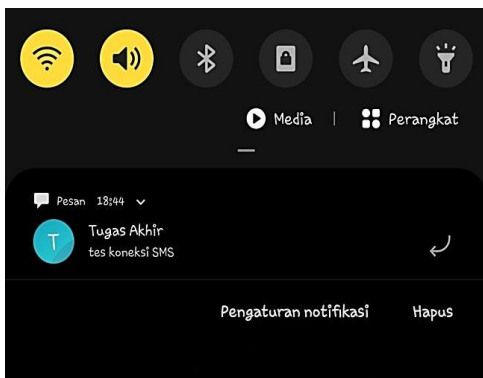 Media | Perangkat
Pesan 18:44
T
Tugas Akhir
tes koneksi SMS
Pengaturan notifikasi Hapus